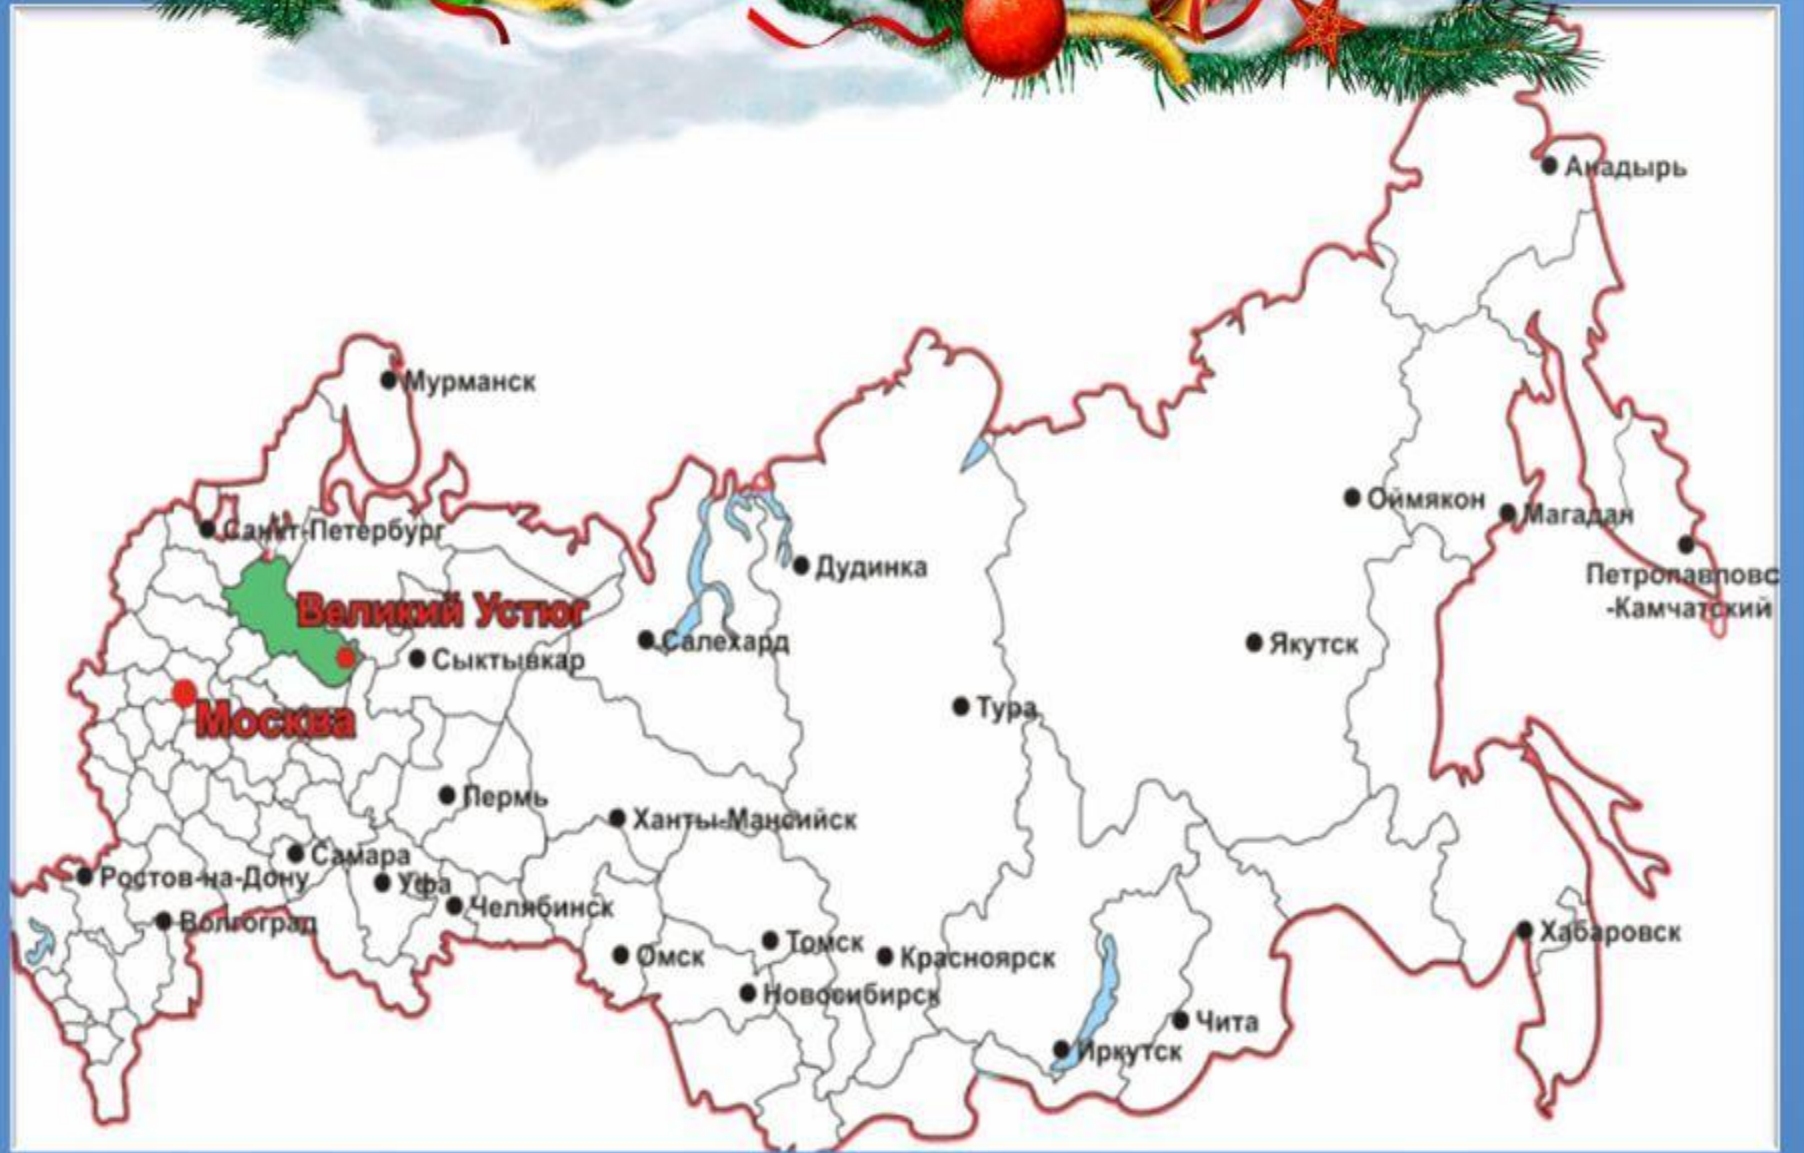 Анадырь
Мурманск
Оймякон
Магадан
Санкт-Петербург
Дудинка
Петропавловс
-Камчатский
Великий Устюг
Салехард
Якутск
Сыктывкар
Тура
Москва
Пермь
Ханты-Мансийск
Самара
Ростов-на-Дону
Уфа
Челябинск
Волгоград
Хабаровск
Томск
Омск
Красноярск
Новосибирск
Чита
Иркутск